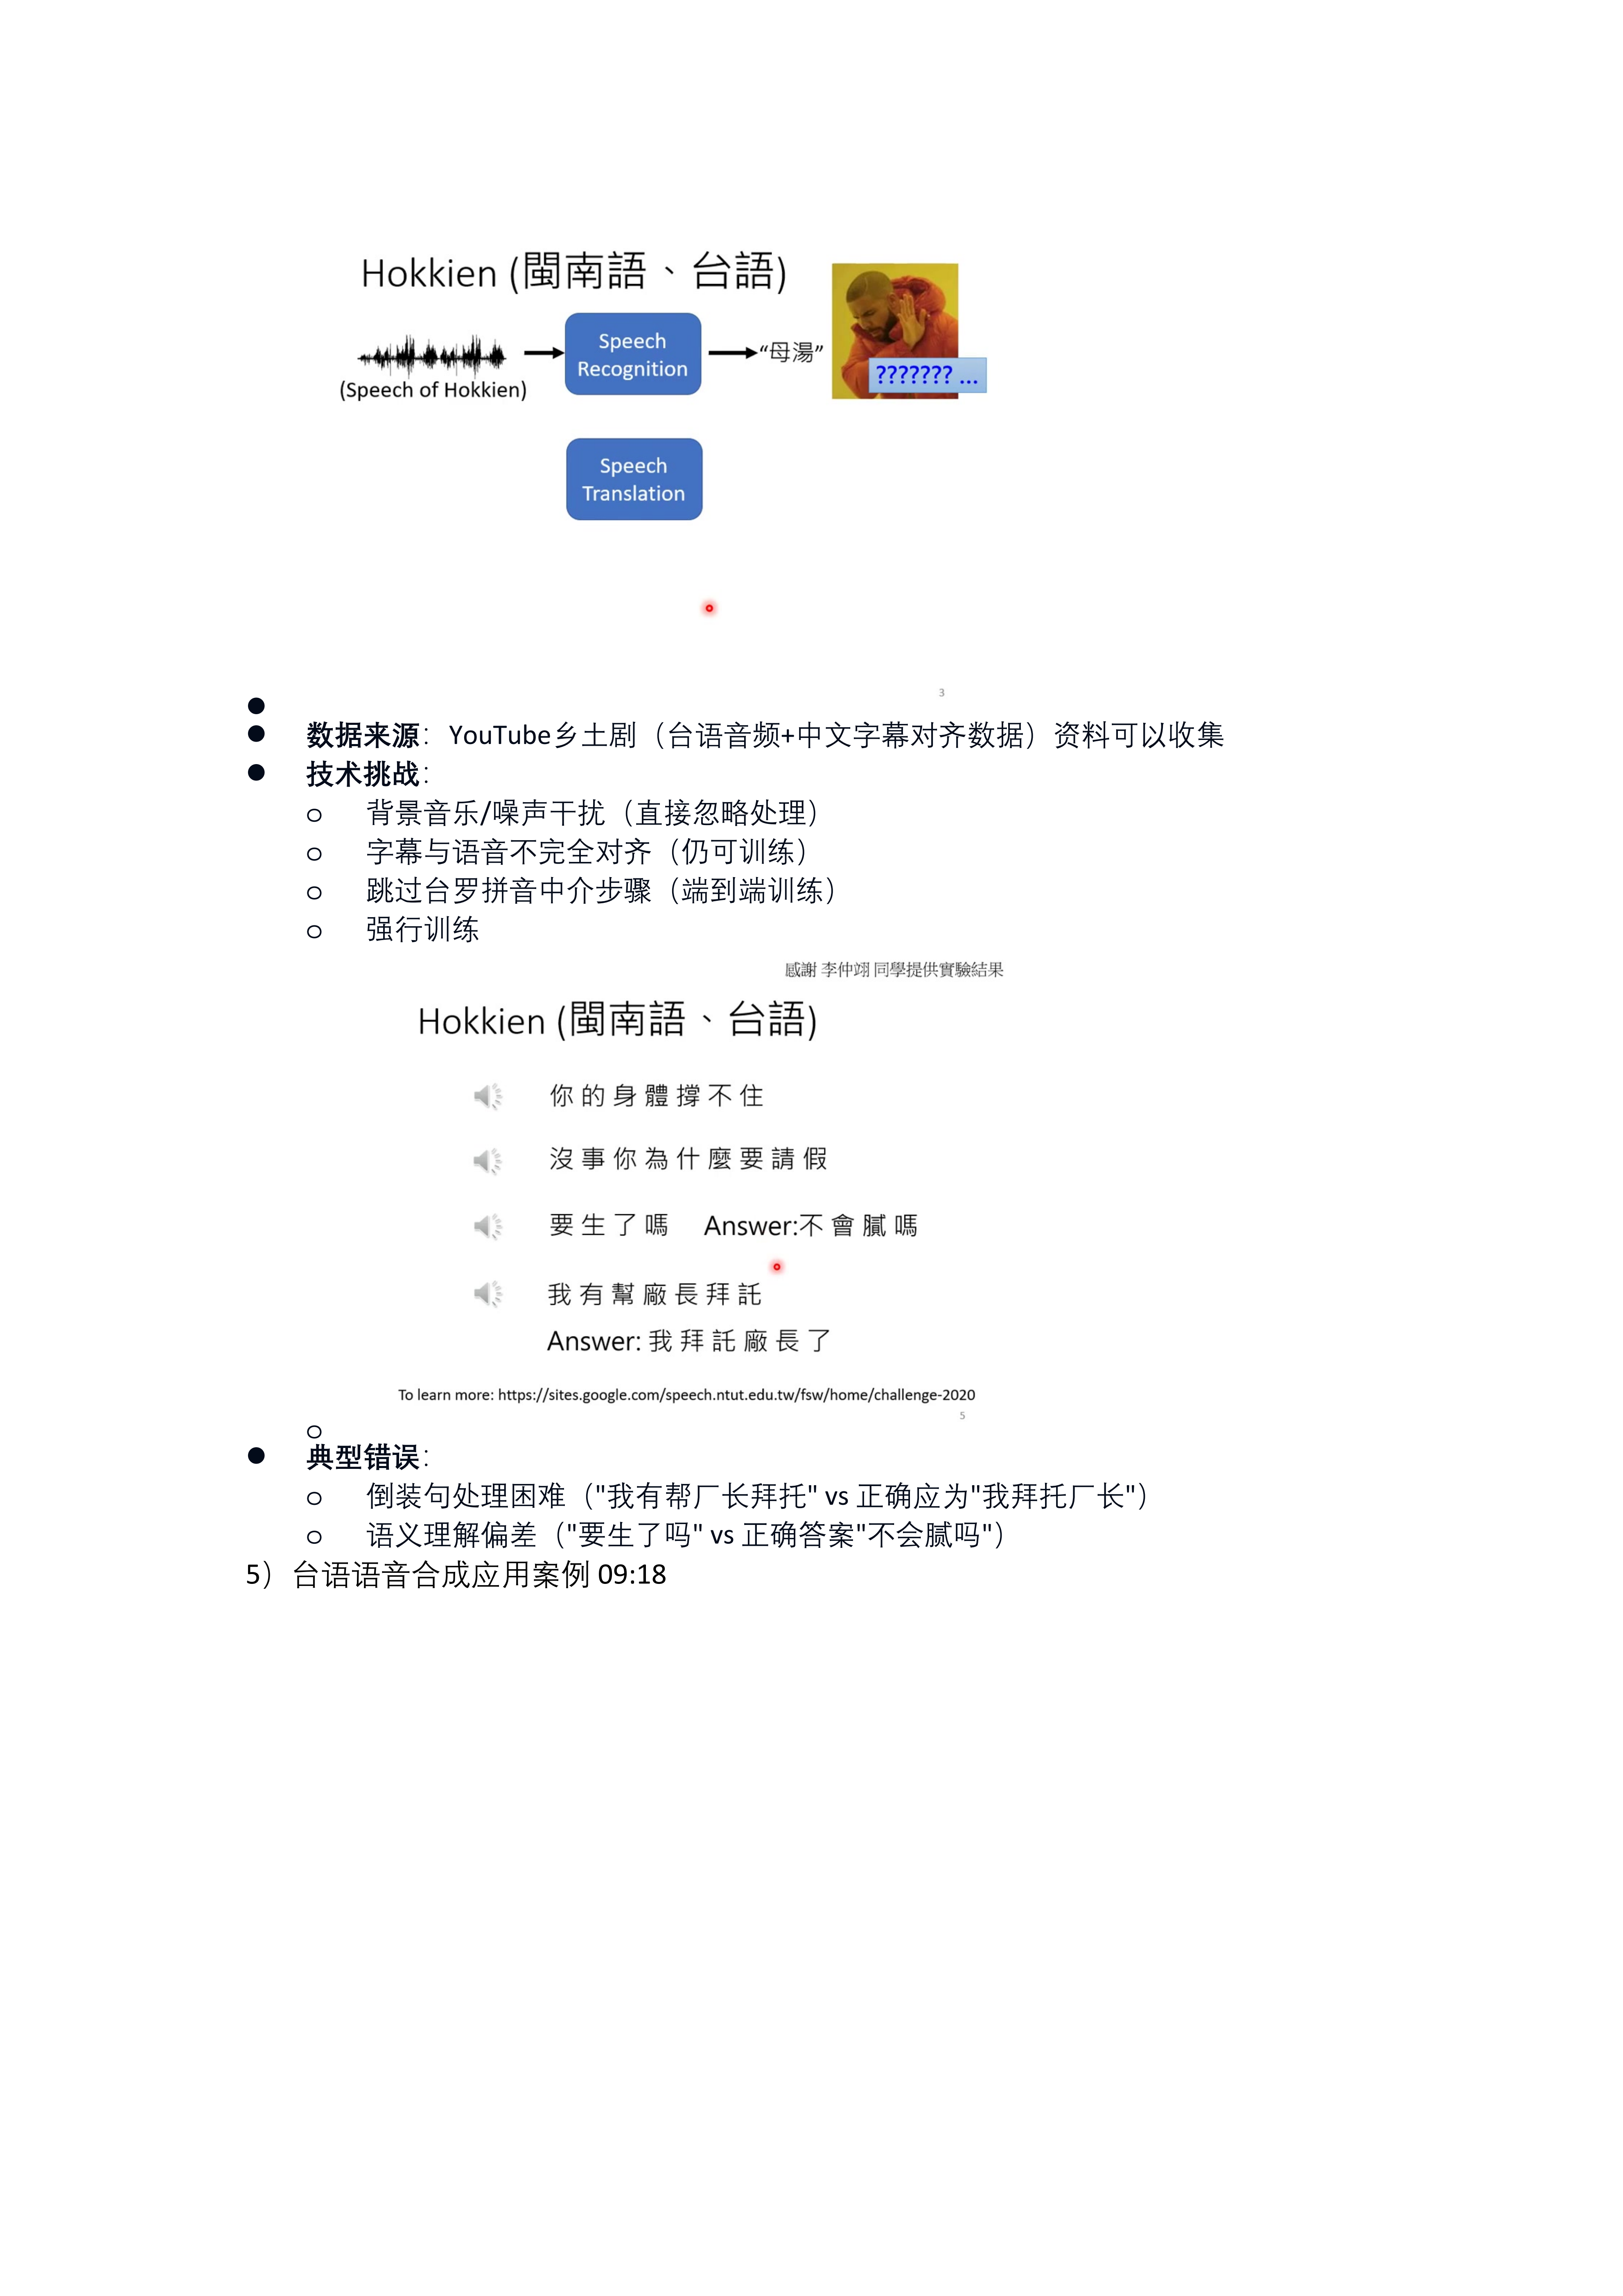 Hokkien (閩南語、台語)
Speech
Recognition
“母湯”
??????? ...
(Speech of Hokkien)
Speech
Translation
3
● 
● 数据来源：YouTube乡土剧（台语音频+中文字幕对齐数据）资料可以收集
● 技术挑战：
o 背景音乐/噪声干扰（直接忽略处理）
o 字幕与语音不完全对齐（仍可训练）
o 跳过台罗拼音中介步骤（端到端训练）
o 强行训练
感謝 李仲翊 同學提供實驗結果
Hokkien (閩南語、台語)
你的身體撐不住
沒事你為什麼要請假
要生了嗎 Answer:不會膩嗎
我有幫廠長拜託
Answer: 我拜託廠長了
To learn more: https://sites.google.com/speech.ntut.edu.tw/fsw/home/challenge-2020
5
o
● 典型错误：
o 倒装句处理困难（"我有帮厂长拜托" vs 正确应为"我拜托厂长"）
o 语义理解偏差（"要生了吗" vs 正确答案"不会腻吗"）
5）台语语音合成应用案例 09:18